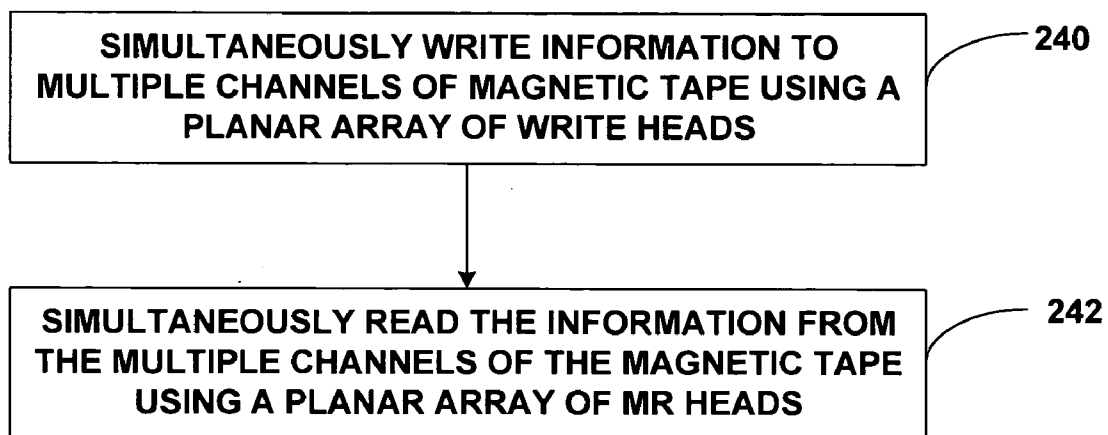 SIMULTANEOUSLY WRITE INFORMATION TO
MULTIPLE CHANNELS OF MAGNETIC TAPE USING A
PLANAR ARRAY OF WRITE HEADS
240
SIMULTANEOUSLY READ THE INFORMATION FROM
THE MULTIPLE CHANNELS OF THE MAGNETIC TAPE
USING A PLANAR ARRAY OF MR HEADS
242